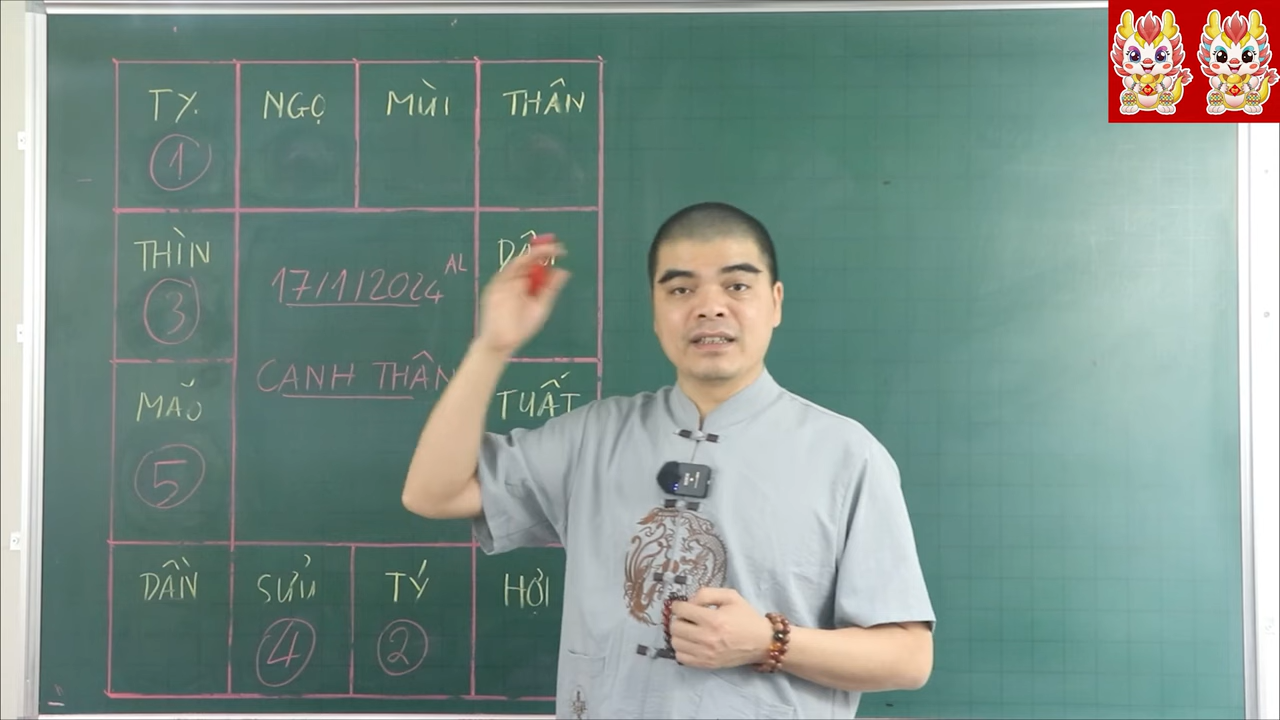 TỴ NGỌ MÙI THÂN
1
THÌN
3
17/1/2024 AL
CANH THÂN
MÃO
5
TUẤT
DẦN SỬU TÝ HỢI
4 2